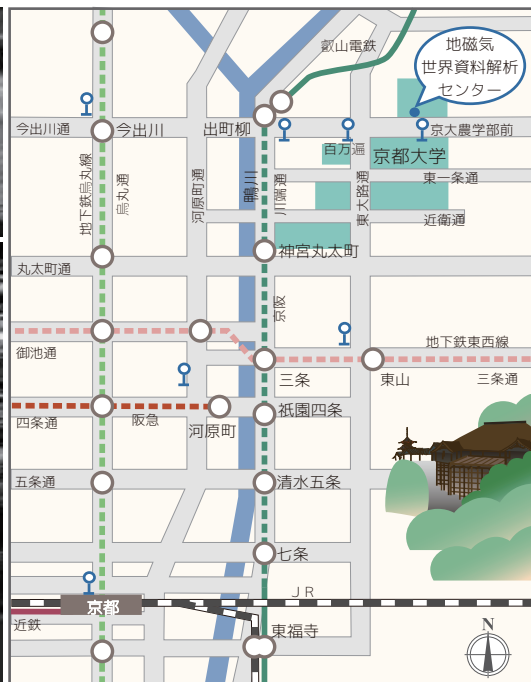 叡山電鉄
地磁気
世界資料解析
センター
今出川通
今出川
出町柳
百万遍
京大農学部前
京都大学
地下鉄烏丸線
烏丸通
河原町通
鴨川
川端通
東大路通
東一条通
近衛通
神宮丸太町
丸太町通
京阪
御池通
地下鉄東西線
三条
東山
三条通
四条通
阪急
河原町
祇園四条
五条通
清水五条
七条
JR
京都
近鉄
東福寺
N